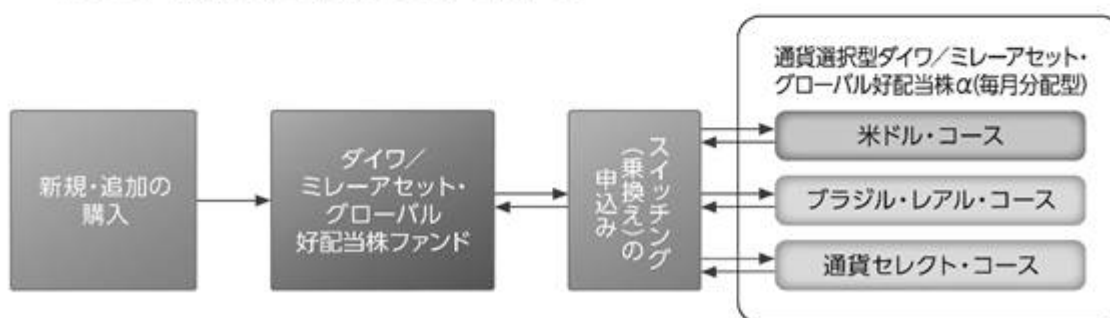 新規・追加の
購入
ダイワ/
ミレーアセット・
グローバル
好配当株ファンド
スイッチング
(乗換え)の
申込み
通貨選択型ダイワ/ミレーアセット・
グローバル好配当株α(毎月分配型)
米ドル・コース
ブラジル・レアル・コース
通貨セレクト・コース